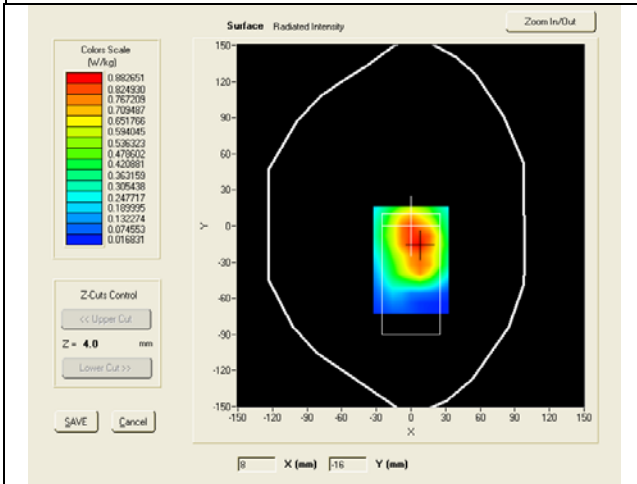 Surface Radiated Intensity
Zoom In/Out
Colors Scale
(W/kg)
0.882651
0.824930
0.767209
0.709487
0.651766
0.594045
0.536323
0.478602
0.420881
0.363159
0.305438
0.247717
0.189995
0.132274
0.074553
0.016831
Z-Cuts Control
<< Upper Cut
Z = 4.0 mm
Lower Cut >>
SAVE Cancel
150-
120-
90-
60-
30-
0-
-30-
-60-
-90-
-120-
-150-
Y
-150 -120 -90 -60 -30 0 30 60 90 120 150
X
8 X (mm) -16 Y (mm)